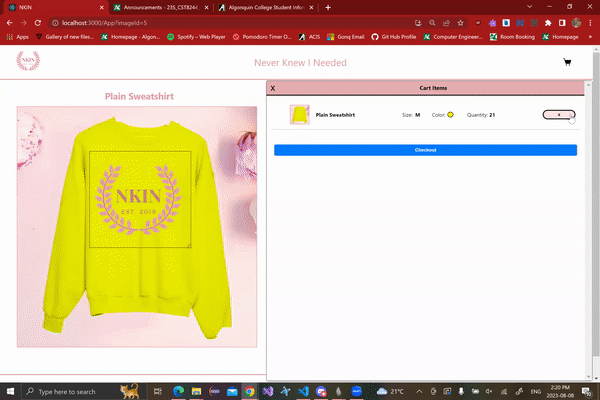 NKIN
Announcements - 23S_CST8244
Algonquin College Student Infor
localhost:3000/App?imageId=5
Apps
Gallery of new files...
Homepage - Algon...
Spotify – Web Player
Pomodoro Timer O...
ACIS
Gonq Email
Git Hub Profile
Computer Engineer...
Room Booking
Homepage
NKIN
Never Knew I Needed
Plain Sweatshirt
NKIN
EST. 2018
X
Cart Items
Plain Sweatshirt
Size: M
Color:
Quantity: 21
X
Checkout
Type here to search
21°C
ENG
2:20 PM
2023-08-08